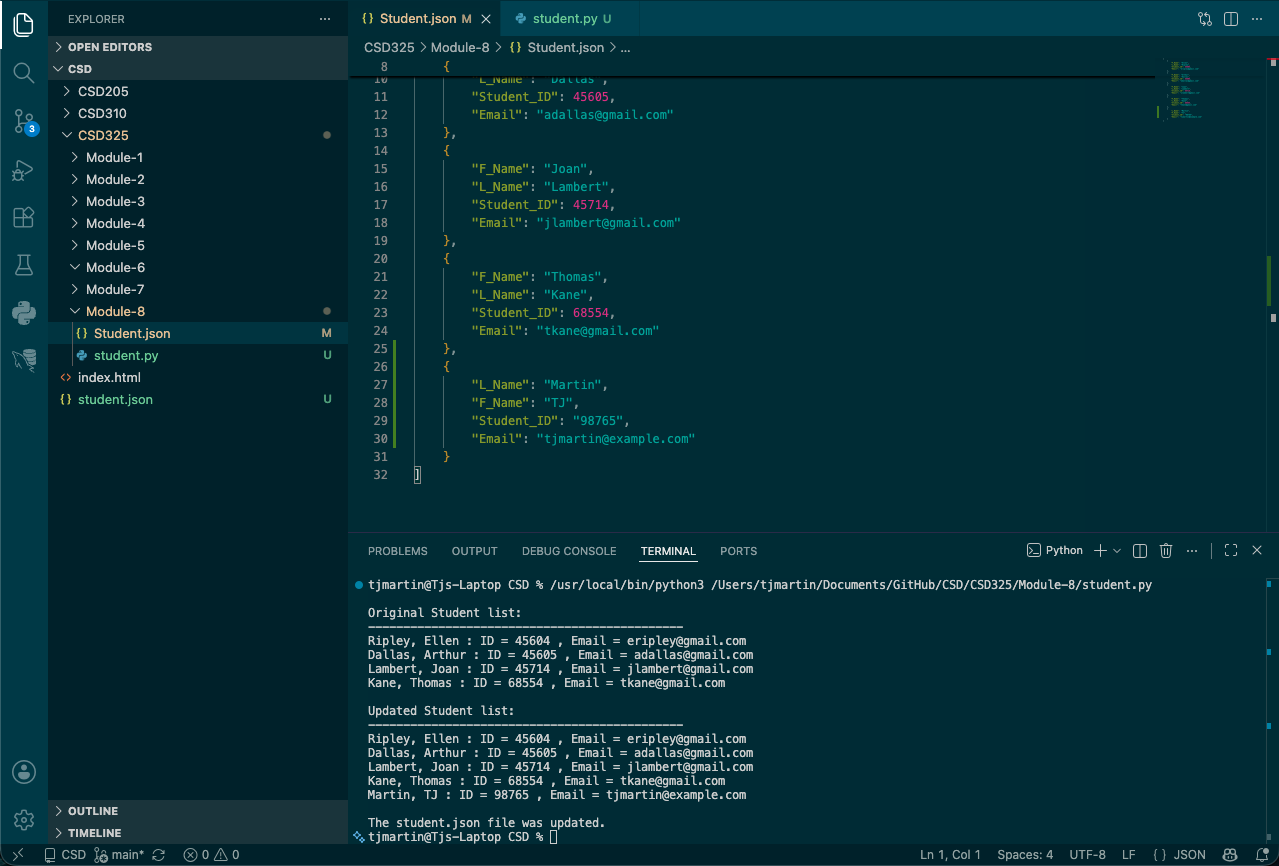 EXPLORER
OPEN EDITORS
CSD
CSD205
CSD310
CSD325
Module-1
Module-2
Module-3
Module-4
Module-5
Module-6
Module-7
Module-8
{} Student.json M
student.py U
<> index.html
{} student.json U
OUTLINE
TIMELINE
3
{} Student.json M
student.py U
CSD325 > Module-8 > {} Student.json > ...
8 {
10 "L_Name": "Dallas",
11 "Student_ID": 45605,
12 "Email": "adallas@gmail.com"
13 },
14 {
15 "F_Name": "Joan",
16 "L_Name": "Lambert",
17 "Student_ID": 45714,
18 "Email": "jlambert@gmail.com"
19 },
20 {
21 "F_Name": "Thomas",
22 "L_Name": "Kane",
23 "Student_ID": 68554,
24 "Email": "tkane@gmail.com"
25 },
26 {
27 "L_Name": "Martin",
28 "F_Name": "TJ",
29 "Student_ID": "98765",
30 "Email": "tjmartin@example.com"
31 }
32 ]
PROBLEMS OUTPUT DEBUG CONSOLE TERMINAL PORTS Python
tjmartin@Tjs-Laptop CSD % /usr/local/bin/python3 /Users/tjmartin/Documents/GitHub/CSD/CSD325/Module-8/student.py
Original Student list:
---------------------------------------------
Ripley, Ellen : ID = 45604 , Email = eripley@gmail.com
Dallas, Arthur : ID = 45605 , Email = adallas@gmail.com
Lambert, Joan : ID = 45714 , Email = jlambert@gmail.com
Kane, Thomas : ID = 68554 , Email = tkane@gmail.com
Updated Student list:
---------------------------------------------
Ripley, Ellen : ID = 45604 , Email = eripley@gmail.com
Dallas, Arthur : ID = 45605 , Email = adallas@gmail.com
Lambert, Joan : ID = 45714 , Email = jlambert@gmail.com
Kane, Thomas : ID = 68554 , Email = tkane@gmail.com
Martin, TJ : ID = 98765 , Email = tjmartin@example.com
The student.json file was updated.
tjmartin@Tjs-Laptop CSD %
CSD main* 0 0 Ln 1, Col 1 Spaces: 4 UTF-8 LF {} JSON